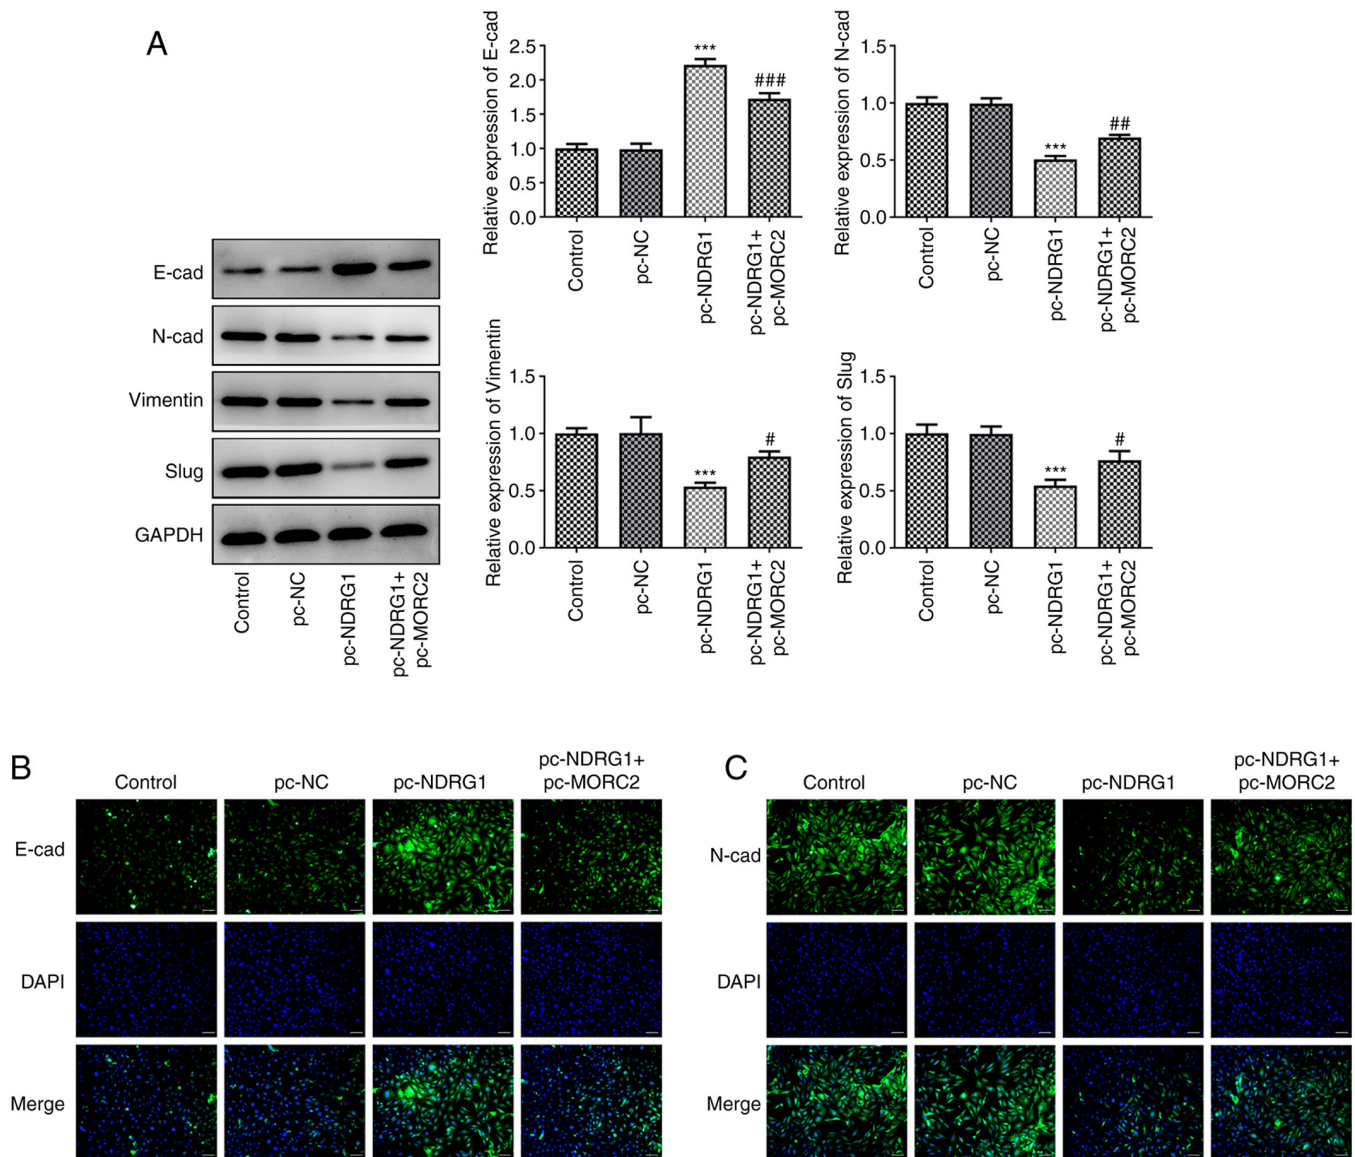 A
E-cad
N-cad
Vimentin
Slug
GAPDH
Control
pc-NC
pc-NDRG1
pc-NDRG1+
pc-MORC2
Relative expression of E-cad
2.5
2.0
1.5
1.0
0.5
0.0
***
###
Control
pc-NC
pc-NDRG1
pc-NDRG1+
pc-MORC2
Relative expression of N-cad
1.5
1.0
0.5
0.0
***
##
Control
pc-NC
pc-NDRG1
pc-NDRG1+
pc-MORC2
Relative expression of Vimentin
1.5
1.0
0.5
0.0
***
#
Control
pc-NC
pc-NDRG1
pc-NDRG1+
pc-MORC2
Relative expression of Slug
1.5
1.0
0.5
0.0
***
#
Control
pc-NC
pc-NDRG1
pc-NDRG1+
pc-MORC2
B
Control
pc-NC
pc-NDRG1
pc-NDRG1+
pc-MORC2
E-cad
DAPI
Merge
C
Control
pc-NC
pc-NDRG1
pc-NDRG1+
pc-MORC2
N-cad
DAPI
Merge